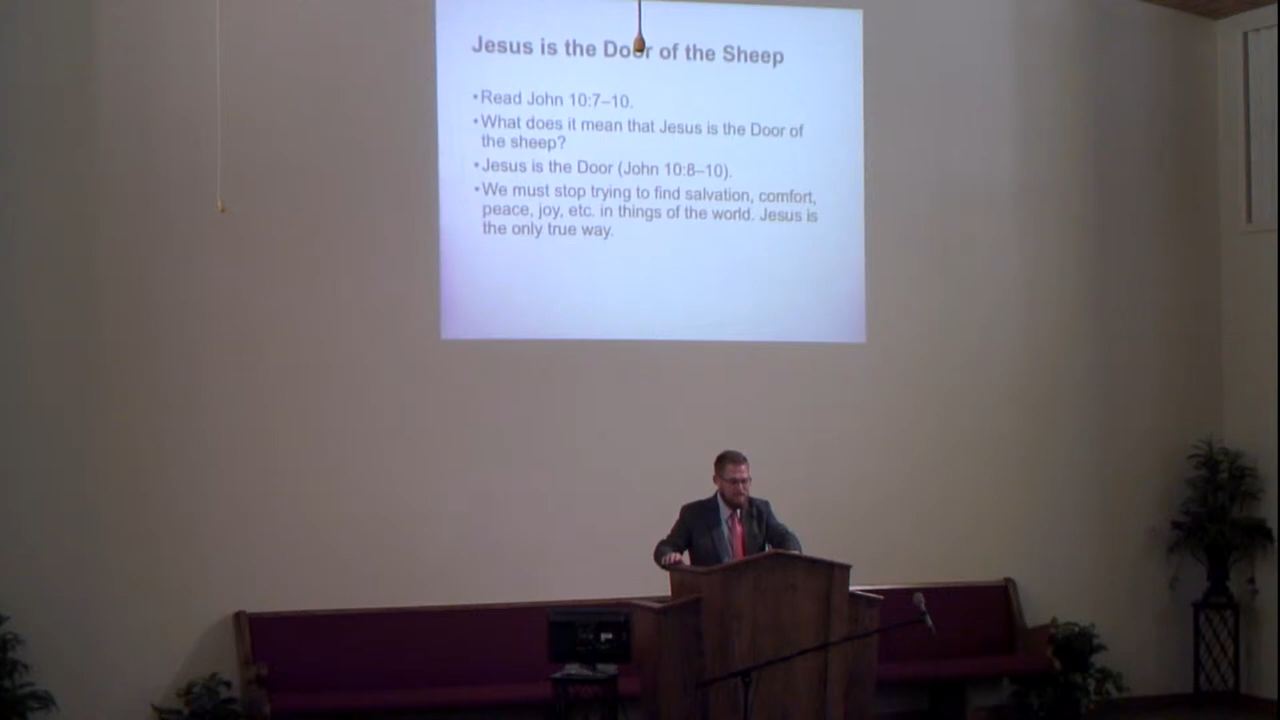 Jesus is the Door of the Sheep
•Read John 10:7–10.
•What does it mean that Jesus is the Door of
the sheep?
•Jesus is the Door (John 10:8–10).
•We must stop trying to find salvation, comfort,
peace, joy, etc. in things of the world. Jesus is
the only true way.